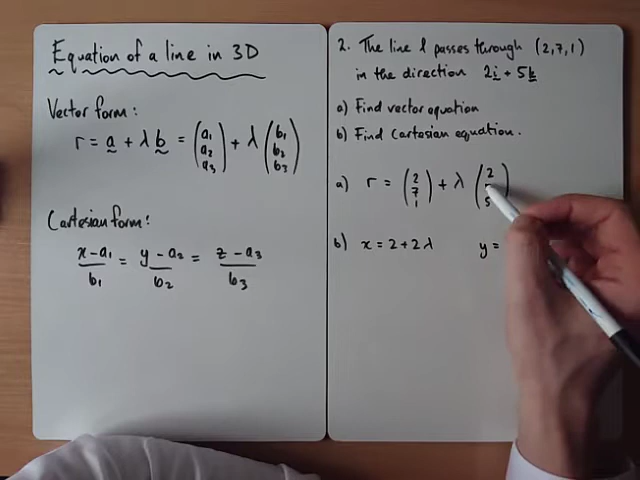 Equation of a line in 3D
Vector form:
r = a + λ b = (a₁ a₂ a₃) + λ (b₁ b₂ b₃)
Cartesian form:
x-a₁/b₁ = y-a₂/b₂ = z-a₃/b₃
2. The line l passes through (2,7,1)
in the direction 2i + 5k
a) Find vector equation
b) Find Cartesian equation.
a) r = (2 7 1) + λ (2 5)
b) x = 2+2λ y =